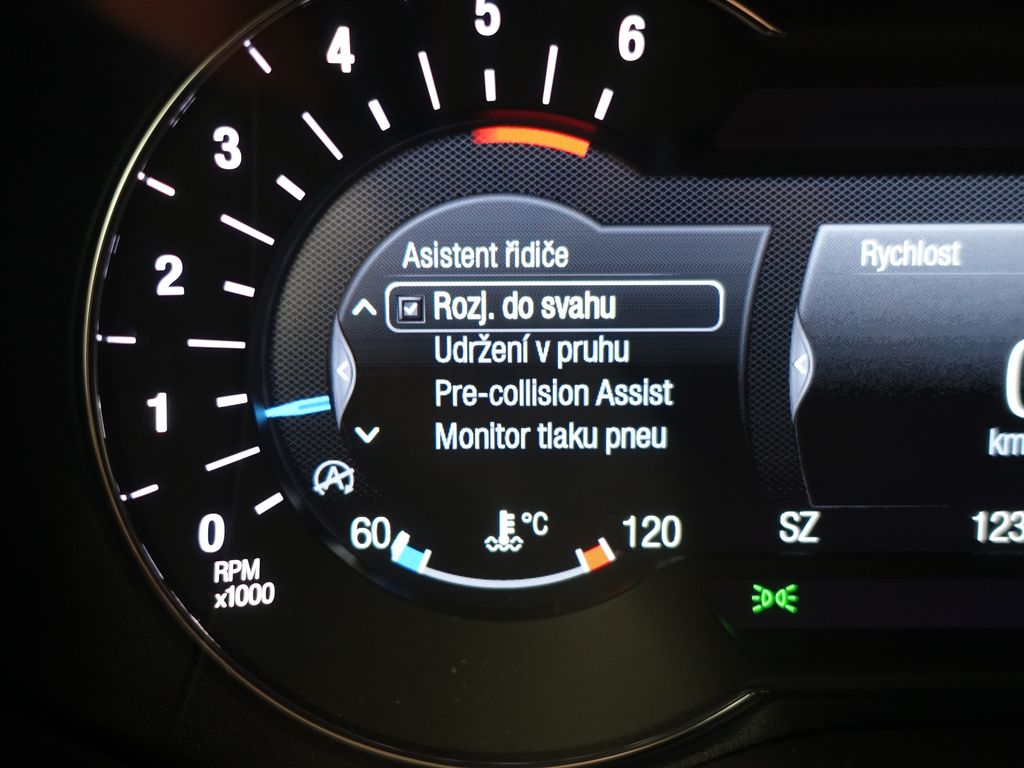 5
4
6
3
2
1
0
RPM
x1000
Asistent řidiče
Rozj. do svahu
Udržení v pruhu
Pre-collision Assist
Monitor tlaku pneu
A
60
°C
120
Rychlost
km
SZ
123